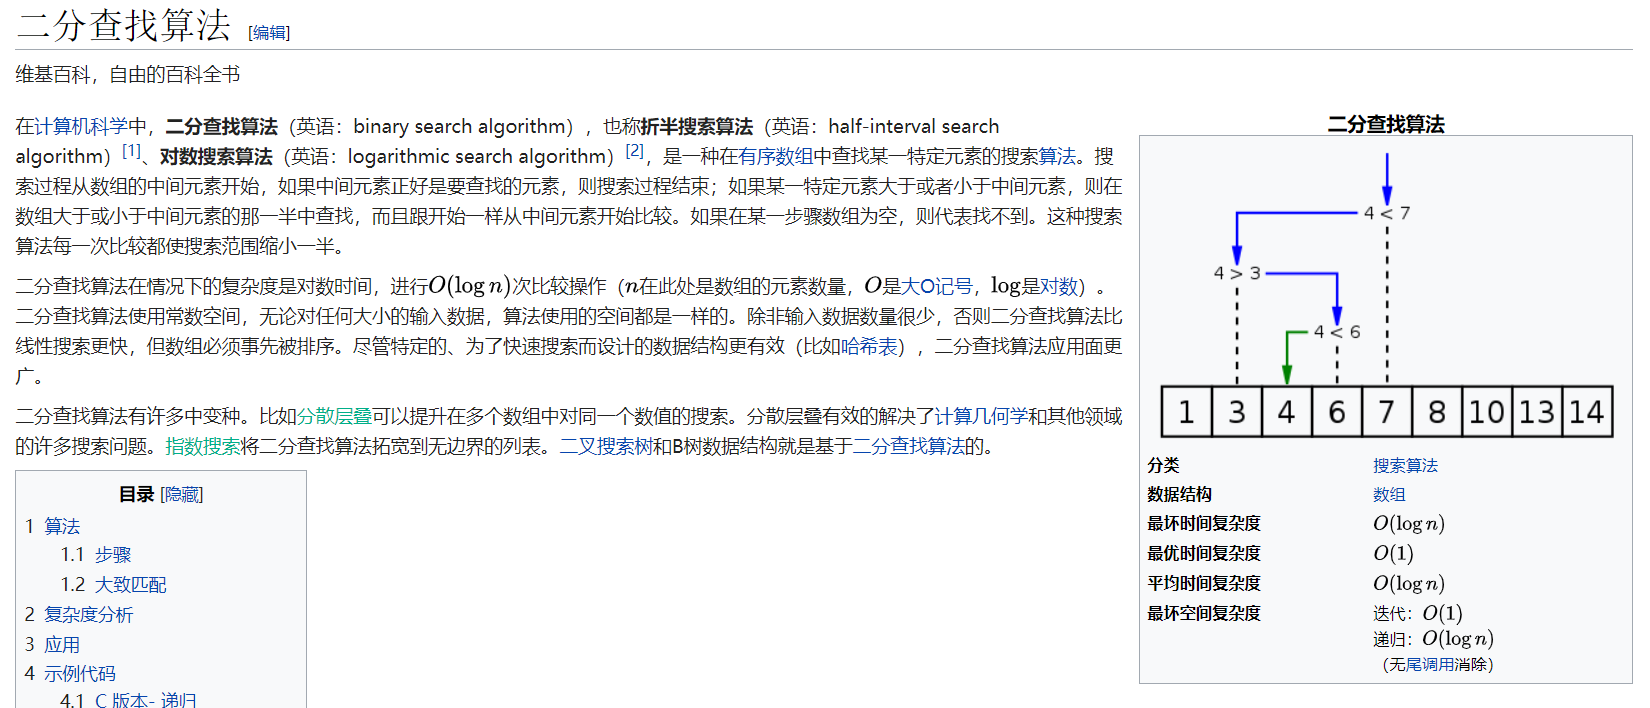 二分查找算法 [编辑]
维基百科，自由的百科全书
在计算机科学中，二分查找算法（英语：binary search algorithm），也称折半搜索算法（英语：half-interval search
algorithm）[1]、对数搜索算法（英语：logarithmic search algorithm）[2]，是一种在有序数组中查找某一特定元素的搜索算法。搜
索过程从数组的中间元素开始，如果中间元素正好是要查找的元素，则搜索过程结束；如果某一特定元素大于或者小于中间元素，则在
数组大于或小于中间元素的那一半中查找，而且跟开始一样从中间元素开始比较。如果在某一步骤数组为空，则代表找不到。这种搜索
算法每一次比较都使搜索范围缩小一半。
二分查找算法在情况下的复杂度是对数时间，进行O(log n)次比较操作（n在此处是数组的元素数量，O是大O记号，log是对数）。
二分查找算法使用常数空间，无论对任何大小的输入数据，算法使用的空间都是一样的。除非输入数据数量很少，否则二分查找算法比
线性搜索更快，但数组必须事先被排序。尽管特定的、为了快速搜索而设计的数据结构更有效（比如哈希表），二分查找算法应用面更
广。
二分查找算法有许多中变种。比如分散层叠可以提升在多个数组中对同一个数值的搜索。分散层叠有效的解决了计算几何学和其他领域
的许多搜索问题。指数搜索将二分查找算法拓宽到无边界的列表。二叉搜索树和B树数据结构就是基于二分查找算法的。
目录 [隐藏]
1 算法
1.1 步骤
1.2 大致匹配
2 复杂度分析
3 应用
4 示例代码
4.1 C 版本- 递归
二分查找算法
4 < 7
4 > 3
4 < 6
1 3 4 6 7 8 10 13 14
分类 搜索算法
数据结构 数组
最坏时间复杂度 O(log n)
最优时间复杂度 O(1)
平均时间复杂度 O(log n)
最坏空间复杂度 迭代：O(1)
递归：O(log n)
（无尾调用消除）